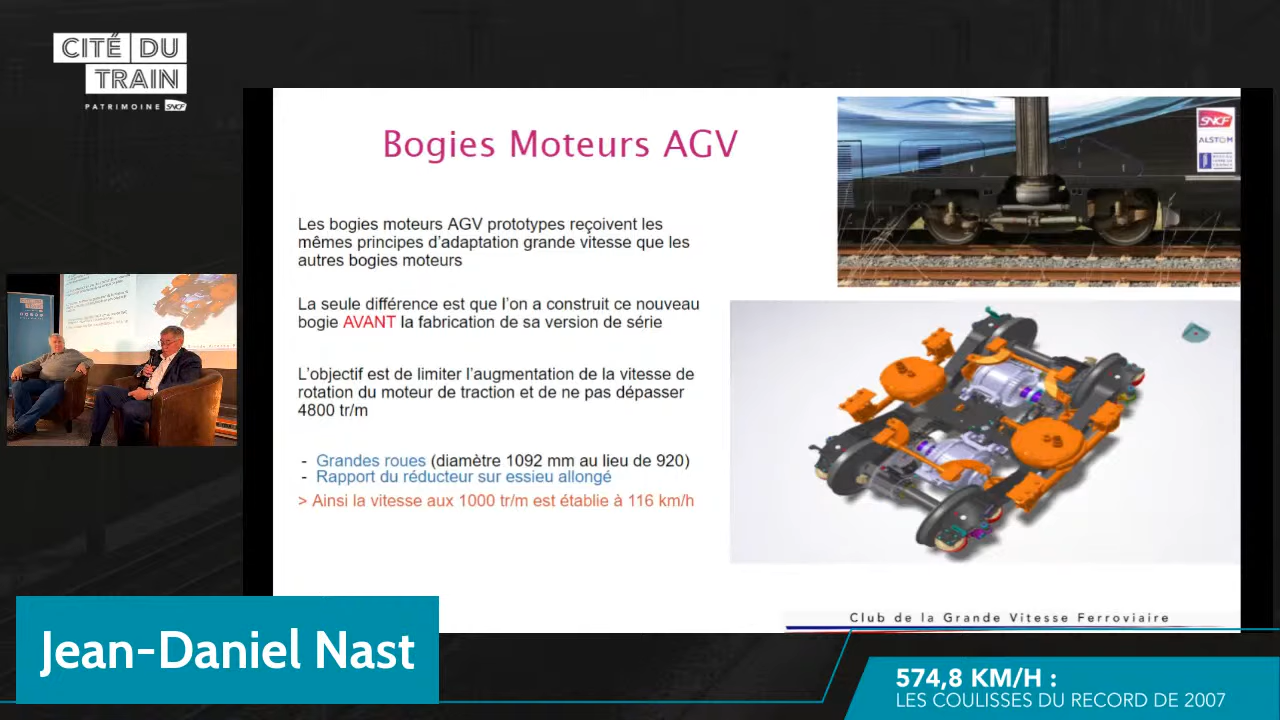 CITÉ DU
TRAIN
PATRIMOINE SNCF
Bogies Moteurs AGV
SNCF
ALSTOM
Les bogies moteurs AGV prototypes reçoivent les
mêmes principes d’adaptation grande vitesse que les
autres bogies moteurs
La seule différence est que l’on a construit ce nouveau
bogie AVANT la fabrication de sa version de série
L’objectif est de limiter l’augmentation de la vitesse de
rotation du moteur de traction et de ne pas dépasser
4800 tr/m
- Grandes roues (diamètre 1092 mm au lieu de 920)
- Rapport du réducteur sur essieu allongé
> Ainsi la vitesse aux 1000 tr/m est établie à 116 km/h
Club de la Grande Vitesse Ferroviaire
Jean-Daniel Nast
574,8 KM/H :
LES COULISSES DU RECORD DE 2007